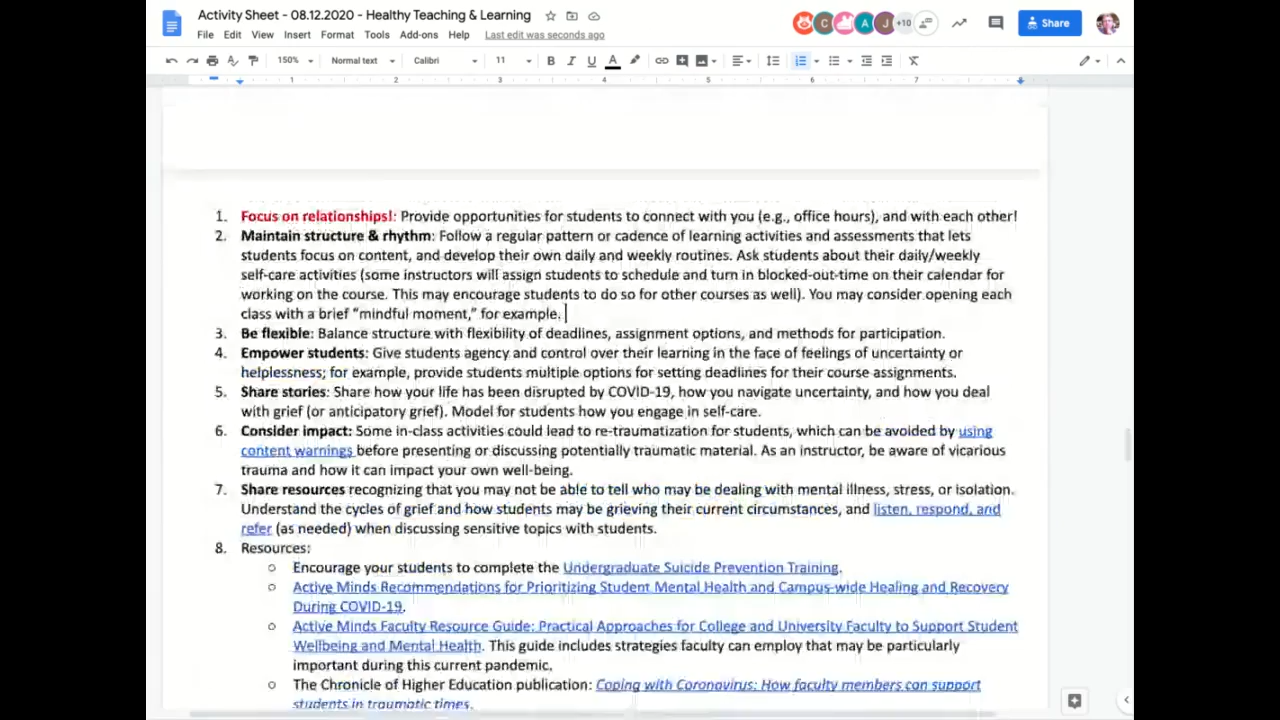 Activity Sheet - 08.12.2020 - Healthy Teaching & Learning
C A J +10 Share
File Edit View Insert Format Tools Add-ons Help Last edit was seconds ago
150% Normal text Calibri 11 B I U A
1 2 3 4 5 6 7
1. Focus on relationships!: Provide opportunities for students to connect with you (e.g., office hours), and with each other!
2. Maintain structure & rhythm: Follow a regular pattern or cadence of learning activities and assessments that lets
students focus on content, and develop their own daily and weekly routines. Ask students about their daily/weekly
self-care activities (some instructors will assign students to schedule and turn in blocked-out-time on their calendar for
working on the course. This may encourage students to do so for other courses as well). You may consider opening each
class with a brief “mindful moment,” for example.
3. Be flexible: Balance structure with flexibility of deadlines, assignment options, and methods for participation.
4. Empower students: Give students agency and control over their learning in the face of feelings of uncertainty or
helplessness; for example, provide students multiple options for setting deadlines for their course assignments.
5. Share stories: Share how your life has been disrupted by COVID-19, how you navigate uncertainty, and how you deal
with grief (or anticipatory grief). Model for students how you engage in self-care.
6. Consider impact: Some in-class activities could lead to re-traumatization for students, which can be avoided by using
content warnings before presenting or discussing potentially traumatic material. As an instructor, be aware of vicarious
trauma and how it can impact your own well-being.
7. Share resources recognizing that you may not be able to tell who may be dealing with mental illness, stress, or isolation.
Understand the cycles of grief and how students may be grieving their current circumstances, and listen, respond, and
refer (as needed) when discussing sensitive topics with students.
8. Resources:
○ Encourage your students to complete the Undergraduate Suicide Prevention Training.
○ Active Minds Recommendations for Prioritizing Student Mental Health and Campus-wide Healing and Recovery
During COVID-19.
○ Active Minds Faculty Resource Guide: Practical Approaches for College and University Faculty to Support Student
Wellbeing and Mental Health. This guide includes strategies faculty can employ that may be particularly
important during this current pandemic.
○ The Chronicle of Higher Education publication: Coping with Coronavirus: How faculty members can support
students in traumatic times.